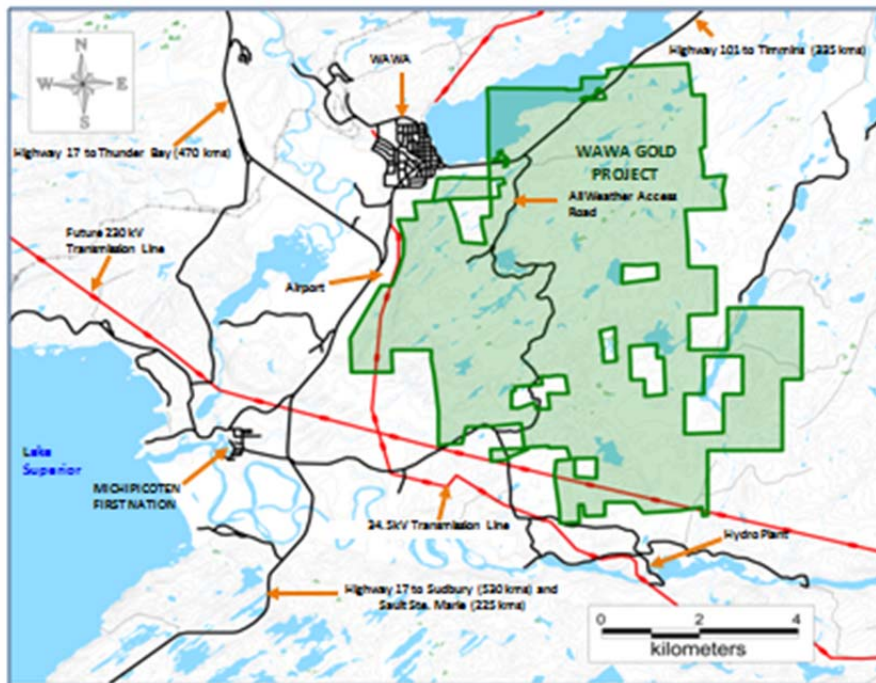 N
W E
S
WAWA
Highway 101 to Timmins (335 kms)
Highway 17 to Thunder Bay (470 kms)
WAWA GOLD
PROJECT
All Weather Access
Road
Future 230 kV
Transmission Line
Airport
Lake
Superior
MICHIPICOTEN
FIRST NATION
34.5kV Transmission Line
Hydro Plant
Highway 17 to Sudbury (530 kms) and
Sault Ste. Marie (225 kms)
0 2 4
kilometers